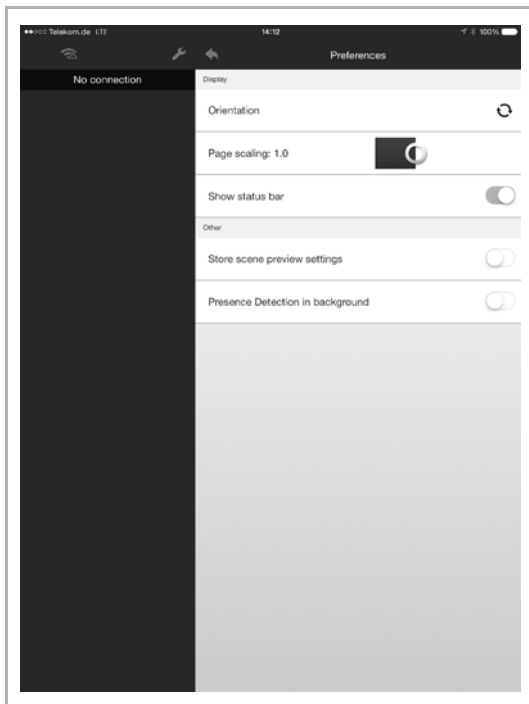 Telekom.de LTE 14:12 100%
Preferences
No connection
Display
Orientation
Page scaling: 1.0
Show status bar
Other
Store scene preview settings
Presence Detection in background